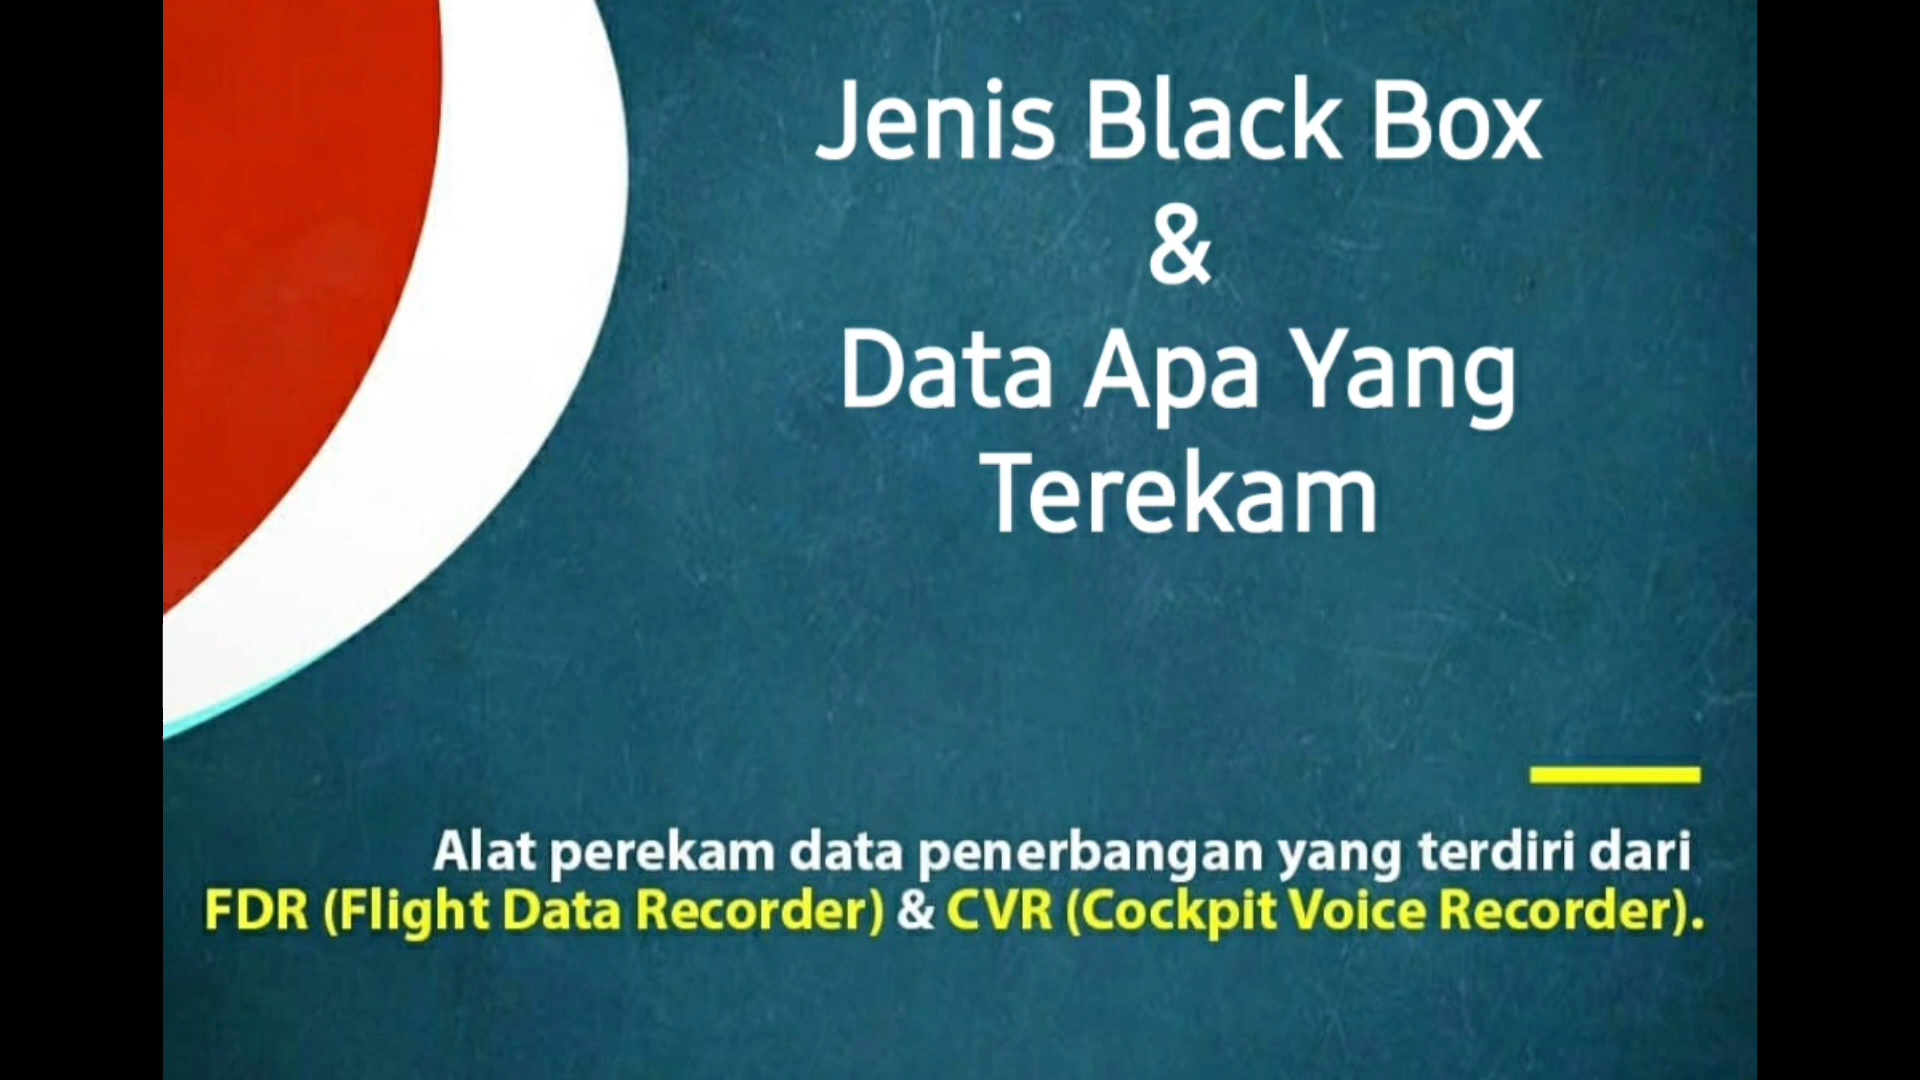 Jenis Black Box
&
Data Apa Yang
Terekam
Alat perekam data penerbangan yang terdiri dari
FDR (Flight Data Recorder) & CVR (Cockpit Voice Recorder).